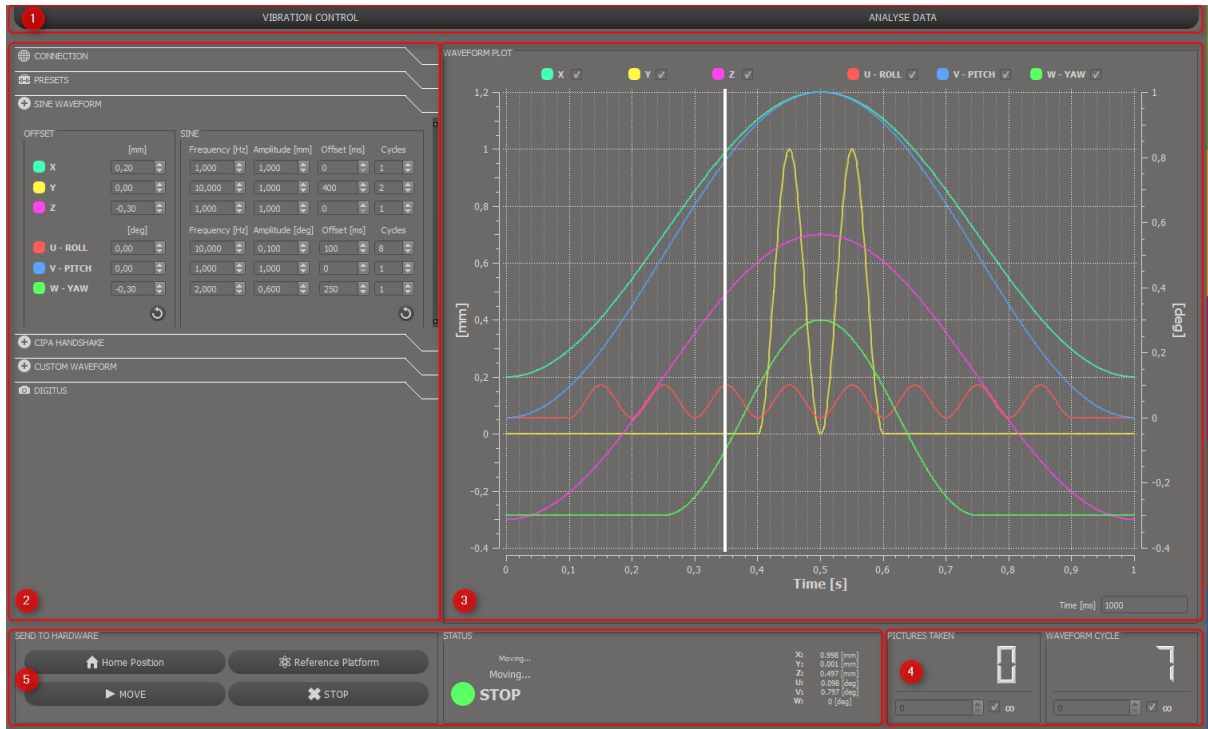 1 VIBRATION CONTROL ANALYSE DATA
CONNECTION
PRESETS
SINE WAVEFORM
OFFSET SINE
[mm] Frequency [Hz] Amplitude [mm] Offset [ms] Cycles
X 0,20 1,000 1,000 0 1
Y 0,00 10,000 1,000 400 2
Z -0,30 1,000 1,000 0 1
[deg] Frequency [Hz] Amplitude [deg] Offset [ms] Cycles
U - ROLL 0,00 10,000 0,100 100 8
V - PITCH 0,00 1,000 1,000 0 1
W - YAW -0,30 2,000 0,600 250 1
CIPA HANDSHAKE
CUSTOM WAVEFORM
DIGITUS
2
WAVEFORM PLOT
X Y Z U - ROLL V - PITCH W - YAW
1,2
1
0,8
0,6
[mm]
0,4
0,2
0
-0,2
-0.4
1
0,8
0,6
0,4
[deg]
0,2
0
-0,2
-0.4
0 0,1 0,2 0,3 0,4 0,5 0,6 0,7 0,8 0,9 1
Time [s]
3
Time [ms] 1000
SEND TO HARDWARE
Home Position Reference Platform
5
MOVE STOP
STATUS
Moving...
Moving...
STOP
X: 0.998 [mm]
Y: 0.001 [mm]
Z: 0.497 [mm]
U: 0.098 [deg]
V: 0.797 [deg]
W: 0 [deg]
PICTURES TAKEN WAVEFORM CYCLE
4 0 7
0 ∞ 0 ∞